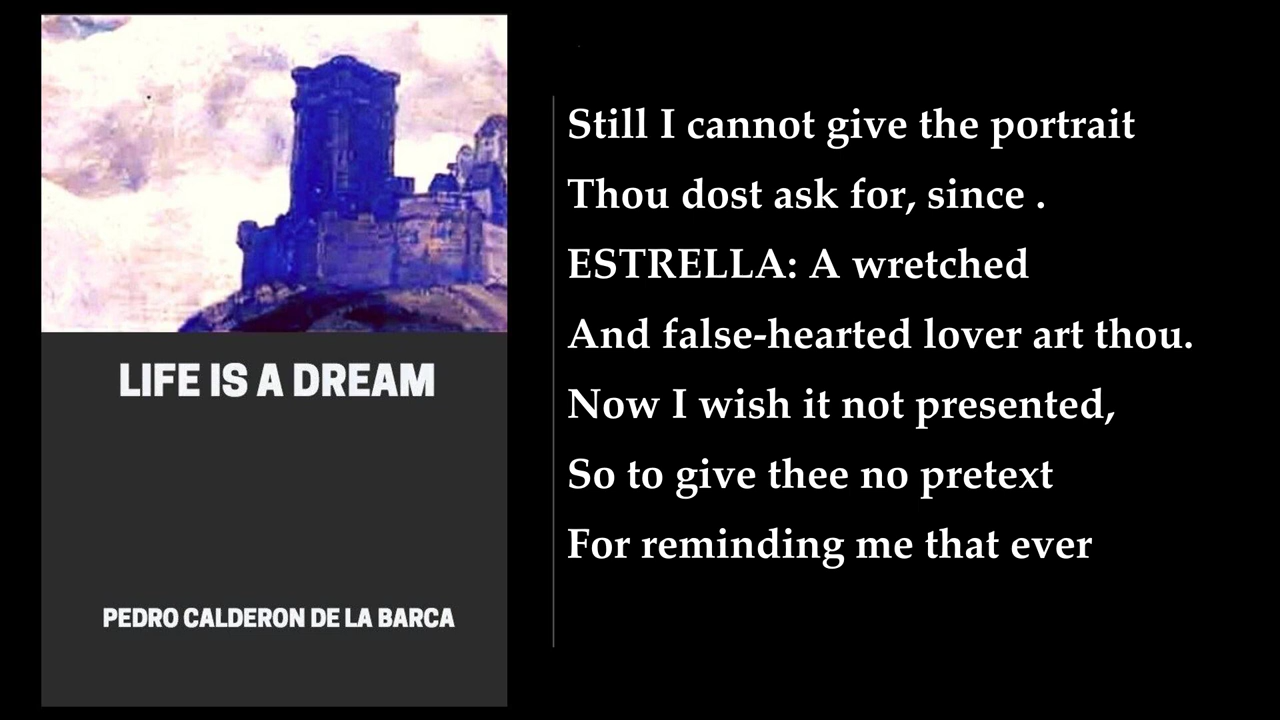 LIFE IS A DREAM
PEDRO CALDERON DE LA BARCA
Still I cannot give the portrait
Thou dost ask for, since .
ESTRELLA: A wretched
And false-hearted lover art thou.
Now I wish it not presented,
So to give thee no pretext
For reminding me that ever